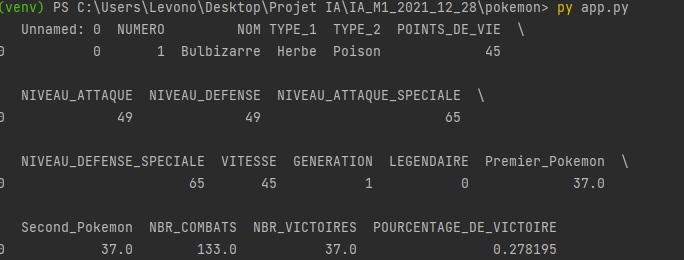 (venv) PS C:\Users\Levono\Desktop\Projet IA\IA_M1_2021_12_28\pokemon> py app.py
Unnamed: 0 NUMERO NOM TYPE_1 TYPE_2 POINTS_DE_VIE \
0 0 1 Bulbizarre Herbe Poison 45
NIVEAU_ATTAQUE NIVEAU_DEFENSE NIVEAU_ATTAQUE_SPECIALE \
0 49 49 65
NIVEAU_DEFENSE_SPECIALE VITESSE GENERATION LEGENDAIRE Premier_Pokemon \
0 65 45 1 0 37.0
Second_Pokemon NBR_COMBATS NBR_VICTOIRES POURCENTAGE_DE_VICTOIRE
0 37.0 133.0 37.0 0.278195